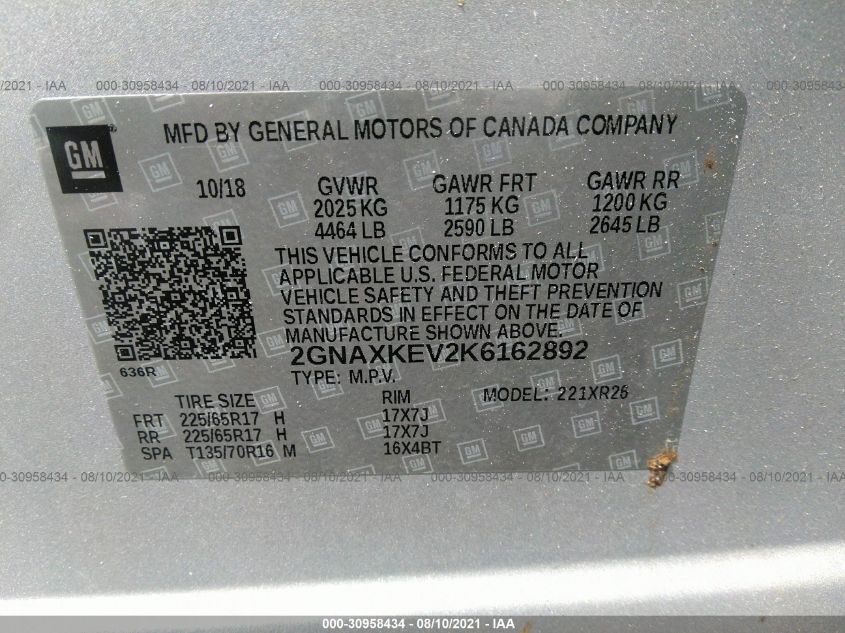 000-30958434 - 08/10/2021 - IAA
GM
MFD BY GENERAL MOTORS OF CANADA COMPANY
10/18 GVWR GAWR FRT GAWR RR
2025 KG 1175 KG 1200 KG
4464 LB 2590 LB 2645 LB
THIS VEHICLE CONFORMS TO ALL
APPLICABLE U.S. FEDERAL MOTOR
VEHICLE SAFETY AND THEFT PREVENTION
STANDARDS IN EFFECT ON THE DATE OF
MANUFACTURE SHOWN ABOVE.
636R 2GNAXKEV2K6162892
TYPE: M.P.V.
TIRE SIZE RIM MODEL: 221XR26
FRT 225/65R17 H 17X7J
RR 225/65R17 H 17X7J
SPA T135/70R16 M 16X4BT
000-30958434 - 08/10/2021 - IAA
000-30958434 - 08/10/2021 - IAA